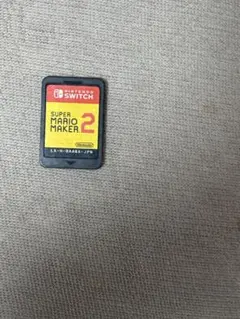 NINTENDO
SWITCH
SUPER
MARIO
MAKER 2
Nintendo